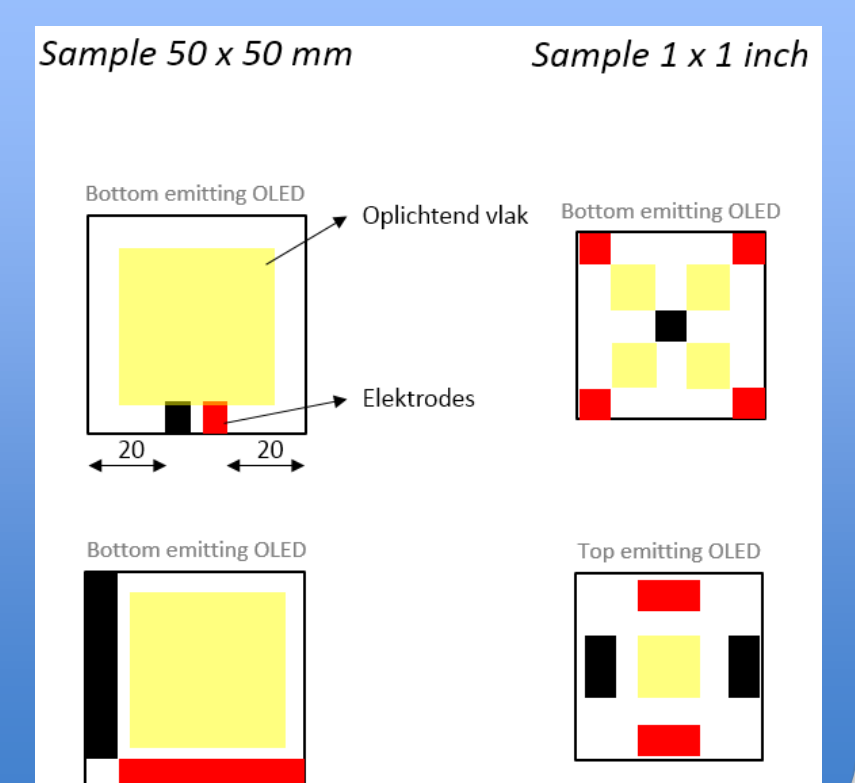 Sample 50 x 50 mm
Sample 1 x 1 inch
Bottom emitting OLED
Oplichtend vlak
Bottom emitting OLED
Elektrodes
20
20
Bottom emitting OLED
Top emitting OLED